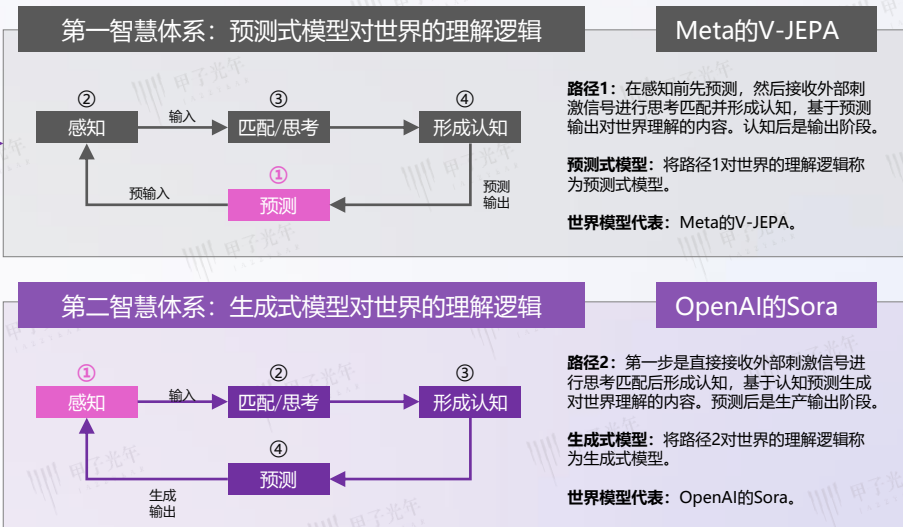 第一智慧体系：预测式模型对世界的理解逻辑
Meta的V-JEPA
②
③
④
感知
输入
匹配/思考
形成认知
①
预输入
预测
预测
输出
路径1：在感知前先预测，然后接收外部刺
激信号进行思考匹配并形成认知，基于预测
输出对世界理解的内容。认知后是输出阶段。
预测式模型：将路径1对世界的理解逻辑称
为预测式模型。
世界模型代表：Meta的V-JEPA。
第二智慧体系：生成式模型对世界的理解逻辑
OpenAI的Sora
①
②
③
感知
输入
匹配/思考
形成认知
④
预测
生成
输出
路径2：第一步是直接接收外部刺激信号进
行思考匹配后形成认知，基于认知预测生成
对世界理解的内容。预测后是生产输出阶段。
生成式模型：将路径2对世界的理解逻辑称
为生成式模型。
世界模型代表：OpenAI的Sora。
甲子光年